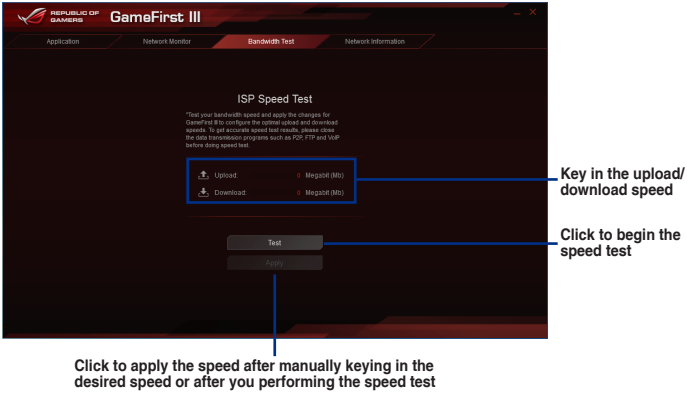 REPUBLIC OF
GAMERS
GameFirst III
Application
Network Monitor
Bandwidth Test
Network Information
ISP Speed Test
*Test your bandwidth speed and apply the changes for
GameFirst III to configure the optimal upload and download
speeds. To get accurate speed test results, please close
the data transmission programs such as P2P, FTP and VoIP
before doing speed test.
Upload: 0 Megabit (Mb)
Download: 0 Megabit (Mb)
Key in the upload/
download speed
Test
Click to begin the
speed test
Apply
Click to apply the speed after manually keying in the
desired speed or after you performing the speed test